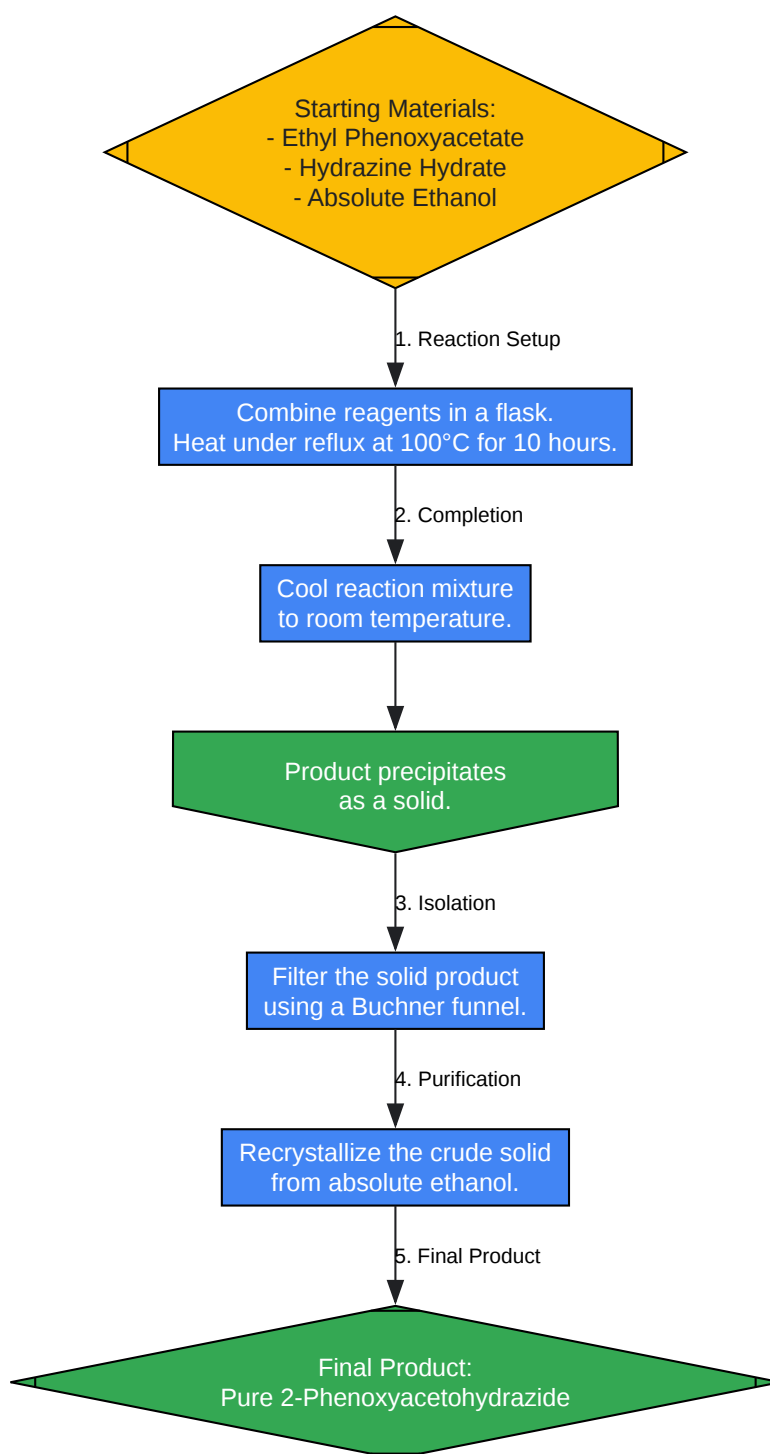 Starting Materials:
- Ethyl Phenoxyacetate
- Hydrazine Hydrate
- Absolute Ethanol
1. Reaction Setup
Combine reagents in a flask.
Heat under reflux at 100°C for 10 hours.
2. Completion
Cool reaction mixture
to room temperature.
Product precipitates
as a solid.
3. Isolation
Filter the solid product
using a Buchner funnel.
4. Purification
Recrystallize the crude solid
from absolute ethanol.
5. Final Product
Final Product:
Pure 2-Phenoxyacetohydrazide